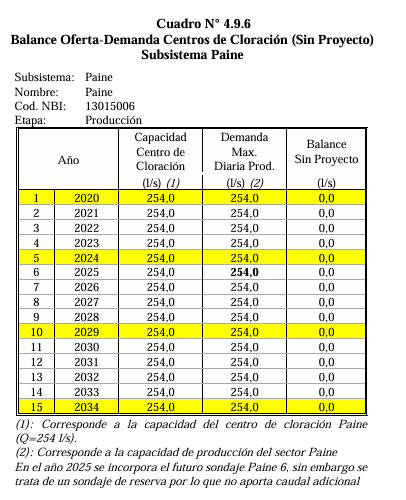 Cuadro N° 4.9.6
Balance Oferta-Demanda Centros de Cloración (Sin Proyecto)
Subsistema Paine
Subsistema: Paine
Nombre: Paine
Cod. NBI: 13015006
Etapa: Producción
Año Capacidad Centro de Cloración (l/s) (1) Demanda Max. Diaria Prod. (l/s) (2) Balance Sin Proyecto (l/s)
1 2020 254,0 254,0 0,0
2 2021 254,0 254,0 0,0
3 2022 254,0 254,0 0,0
4 2023 254,0 254,0 0,0
5 2024 254,0 254,0 0,0
6 2025 254,0 254,0 0,0
7 2026 254,0 254,0 0,0
8 2027 254,0 254,0 0,0
9 2028 254,0 254,0 0,0
10 2029 254,0 254,0 0,0
11 2030 254,0 254,0 0,0
12 2031 254,0 254,0 0,0
13 2032 254,0 254,0 0,0
14 2033 254,0 254,0 0,0
15 2034 254,0 254,0 0,0
(1): Corresponde a la capacidad del centro de cloración Paine
(Q=254 l/s).
(2): Corresponde a la capacidad de producción del sector Paine
En el año 2025 se incorpora el futuro sondaje Paine 6, sin embargo se
trata de un sondaje de reserva por lo que no aporta caudal adicional